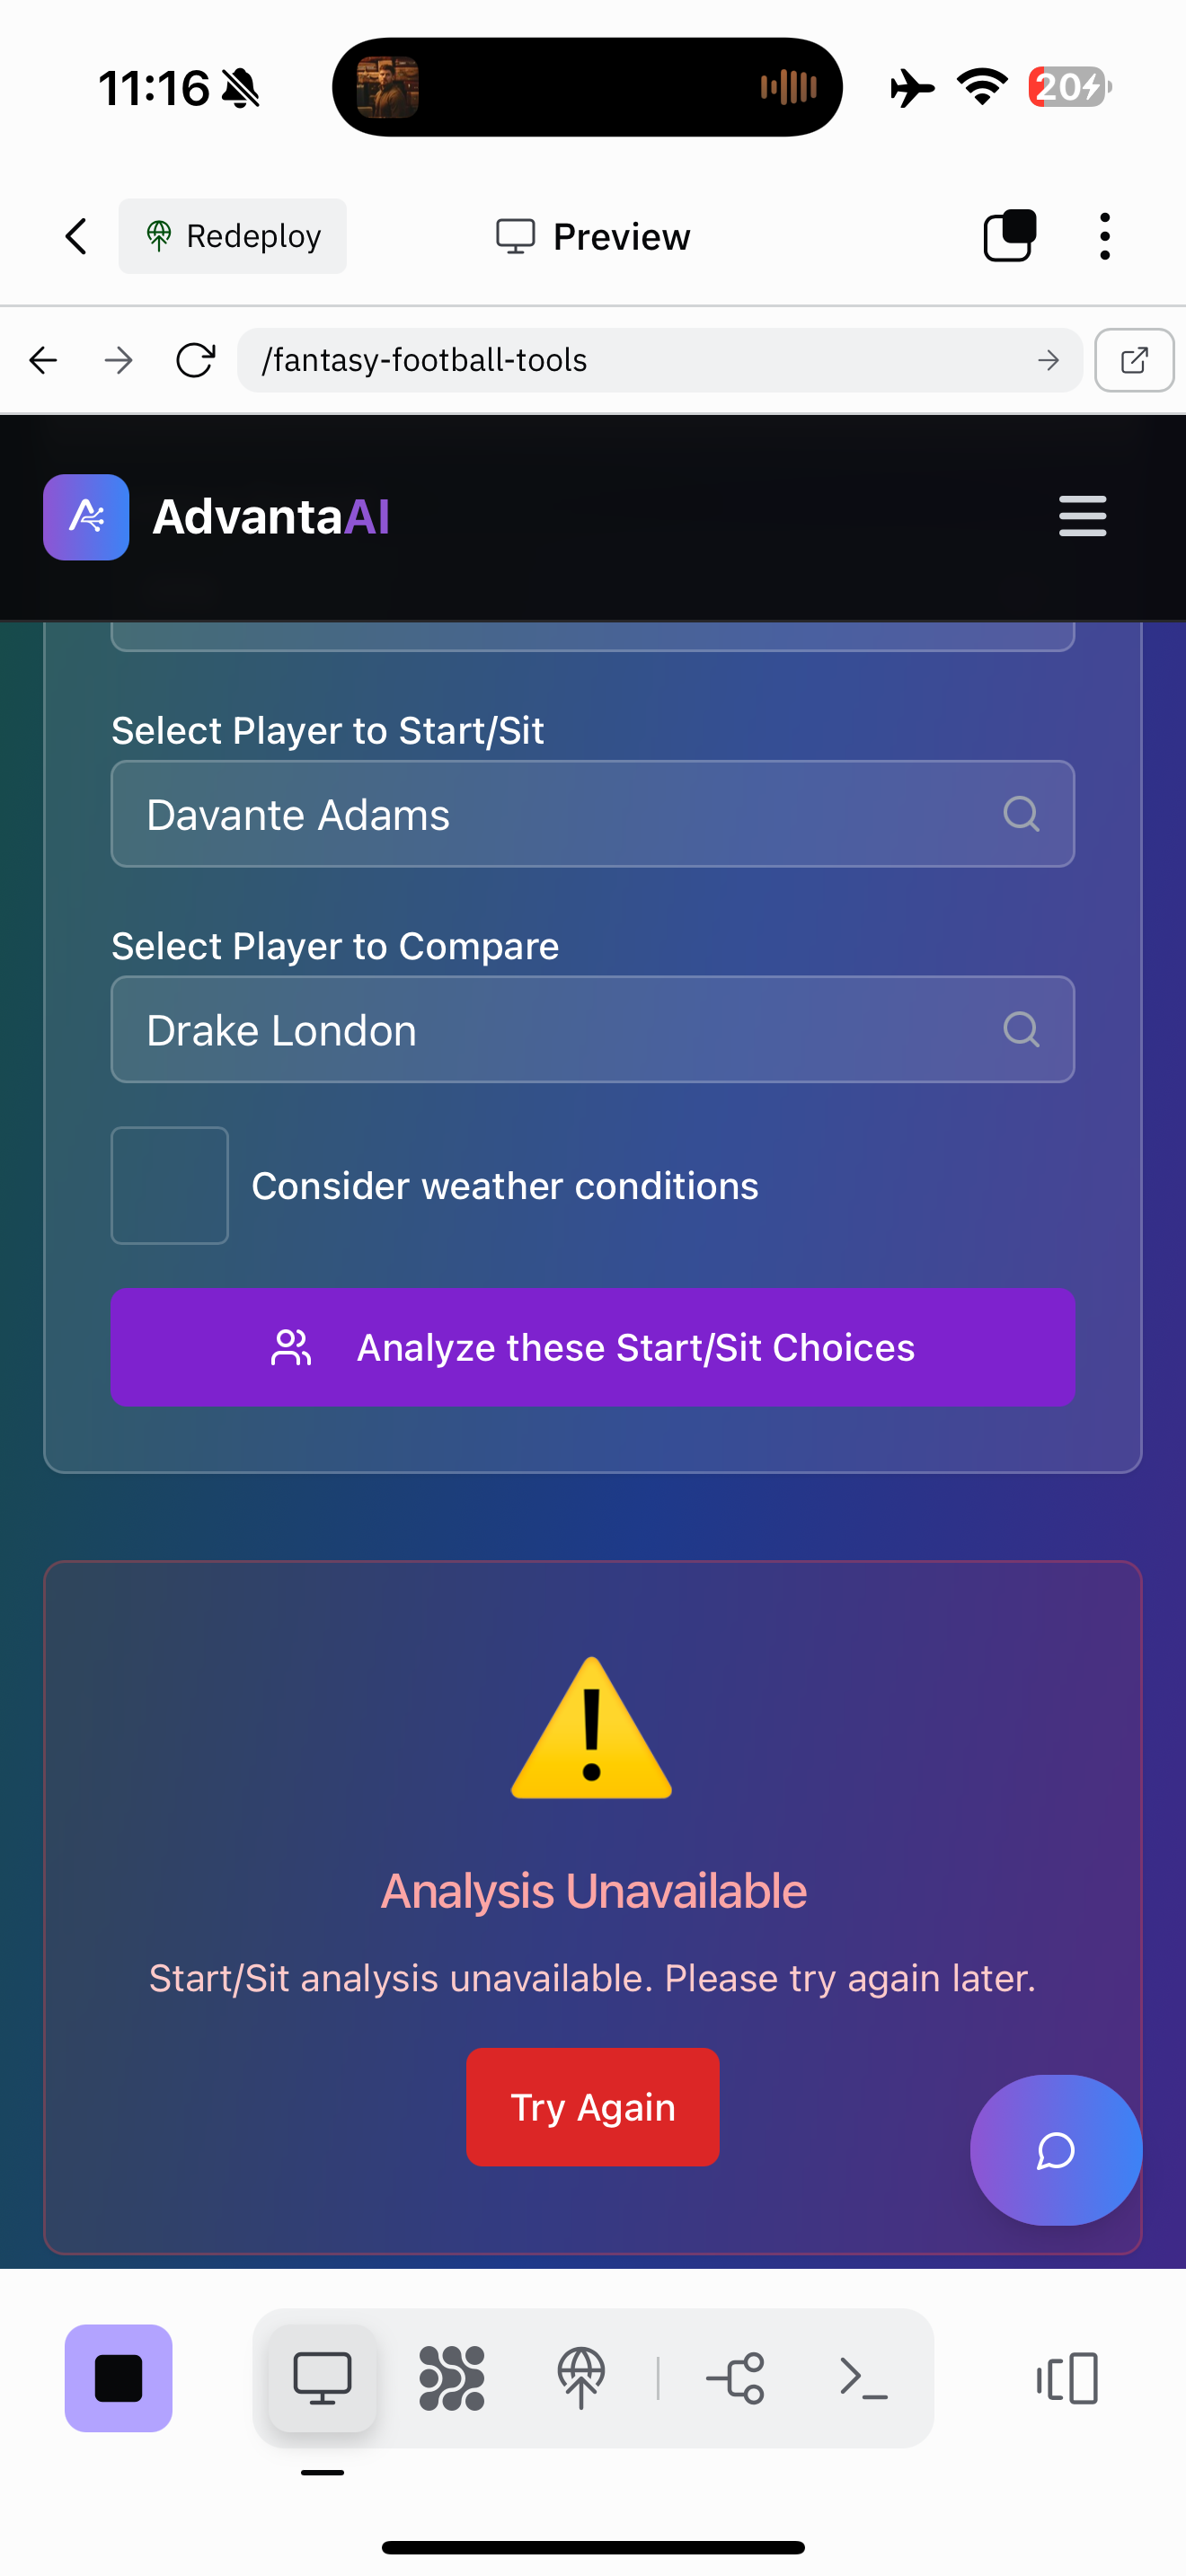 11:16
20
Redeploy
Preview
/fantasy-football-tools
AdvantaAI
Select Player to Start/Sit
Davante Adams
Select Player to Compare
Drake London
Consider weather conditions
Analyze these Start/Sit Choices
Analysis Unavailable
Start/Sit analysis unavailable. Please try again later.
Try Again